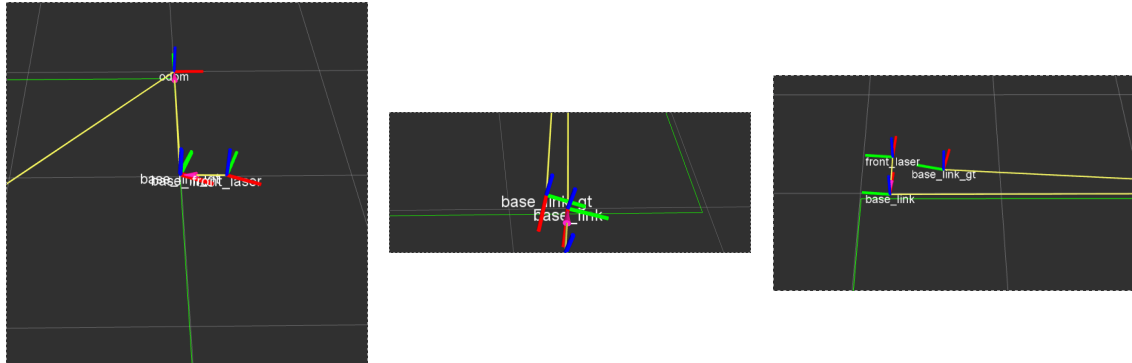 odom
front_laser
base_link_gt
base_link
front_laser
base_link_gt
base_link